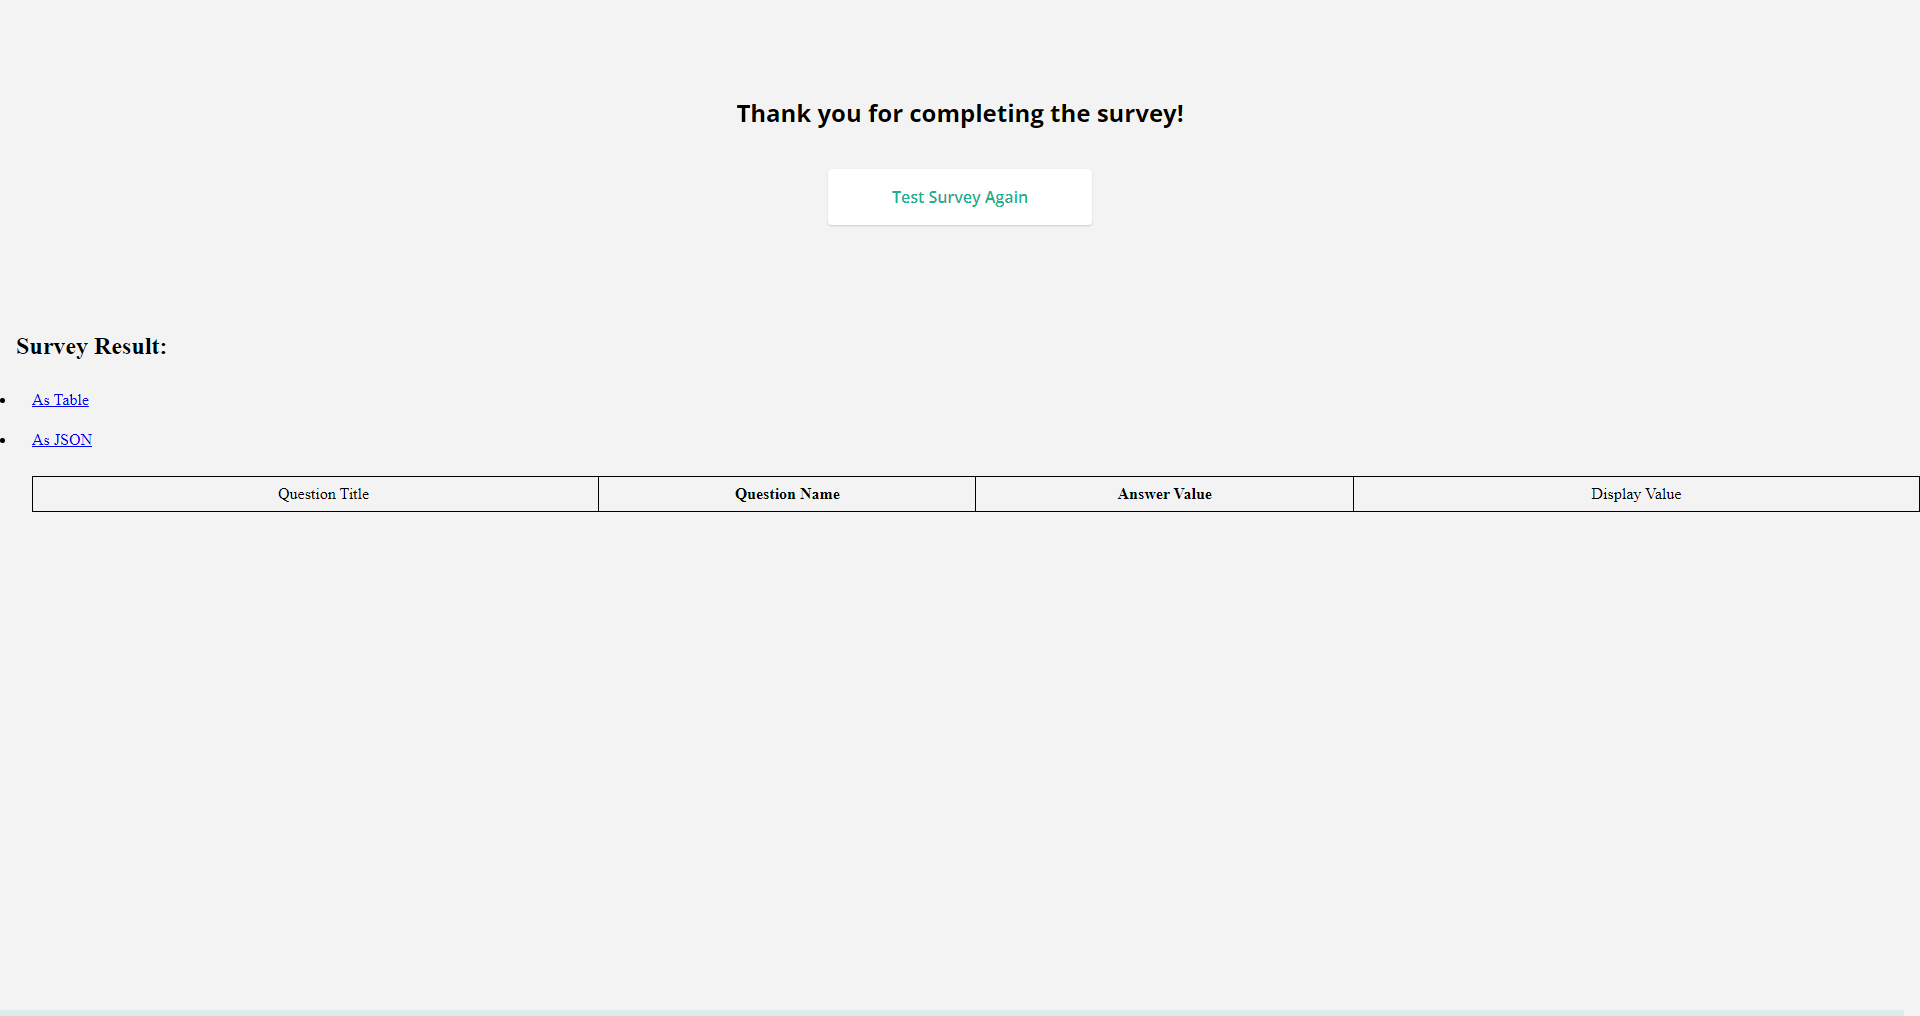 Thank you for completing the survey!
Test Survey Again
Survey Result:
As Table
As JSON
Question Title Question Name Answer Value Display Value